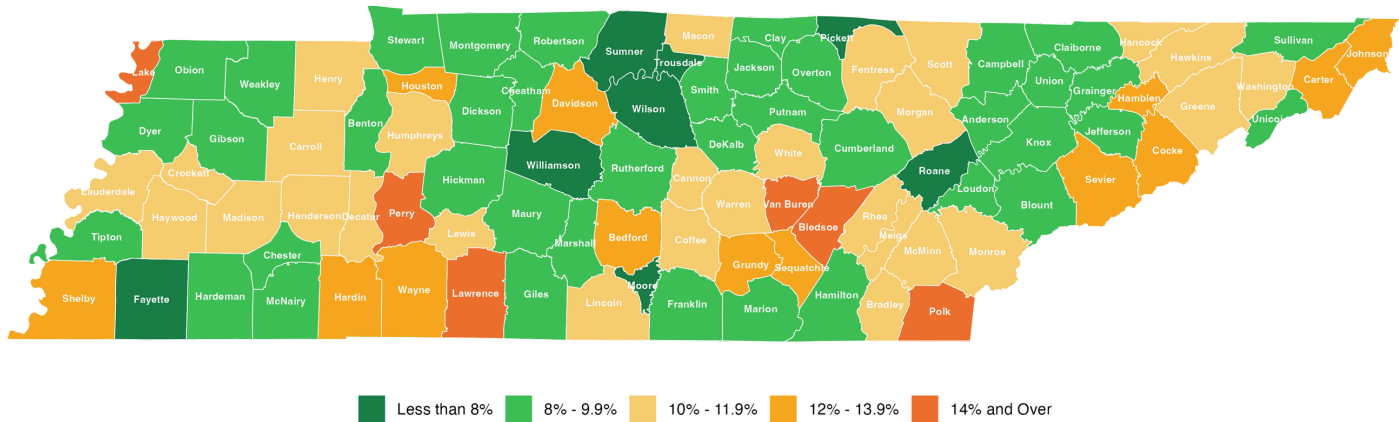 Stewart
Montgomery
Robertson
Sumner
Macon
Clay
Pickett
Scott
Claiborne
Hancock
Sullivan
Johnson
Lake
Obion
Weakley
Henry
Houston
Cheatham
Davidson
Trousdale
Wilson
Smith
Jackson
Overton
Fentress
Campbell
Union
Grainger
Hawkins
Hamblen
Greene
Washington
Carter
Unicoi
Dyer
Gibson
Carroll
Benton
Humphreys
Dickson
Williamson
Rutherford
DeKalb
Putnam
White
Cumberland
Morgan
Anderson
Roane
Knox
Jefferson
Cocke
Sevier
Lauderdale
Crockett
Haywood
Madison
Henderson
Decatur
Perry
Hickman
Lewis
Maury
Marshall
Bedford
Cannon
Warren
Coffee
Van Buren
Bledsoe
Rhea
Meigs
McMinn
Loudon
Blount
Monroe
Tipton
Shelby
Fayette
Hardeman
Chester
McNairy
Hardin
Wayne
Lawrence
Giles
Lincoln
Moore
Franklin
Grundy
Sequatchie
Marion
Hamilton
Bradley
Polk
Less than 8%
8% - 9.9%
10% - 11.9%
12% - 13.9%
14% and Over